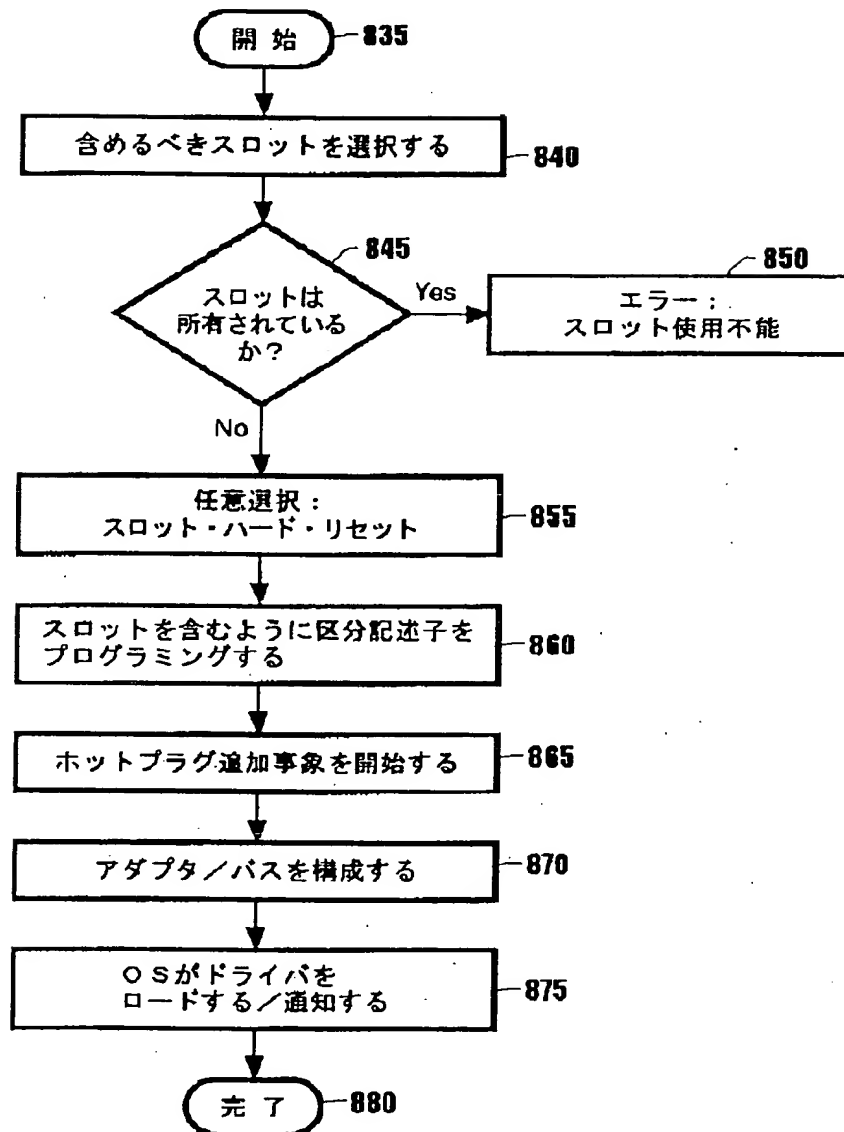 開始
835
含めるべきスロットを選択する
840
845
スロットは
所有されている
か?
Yes
850
エラー:
スロット使用不能
No
任意選択:
スロット・ハード・リセット
855
スロットを含むように区分記述子を
プログラミングする
860
ホットプラグ追加事象を開始する
865
アダプタ/バスを構成する
870
OSがドライバを
ロードする/通知する
875
完了
880